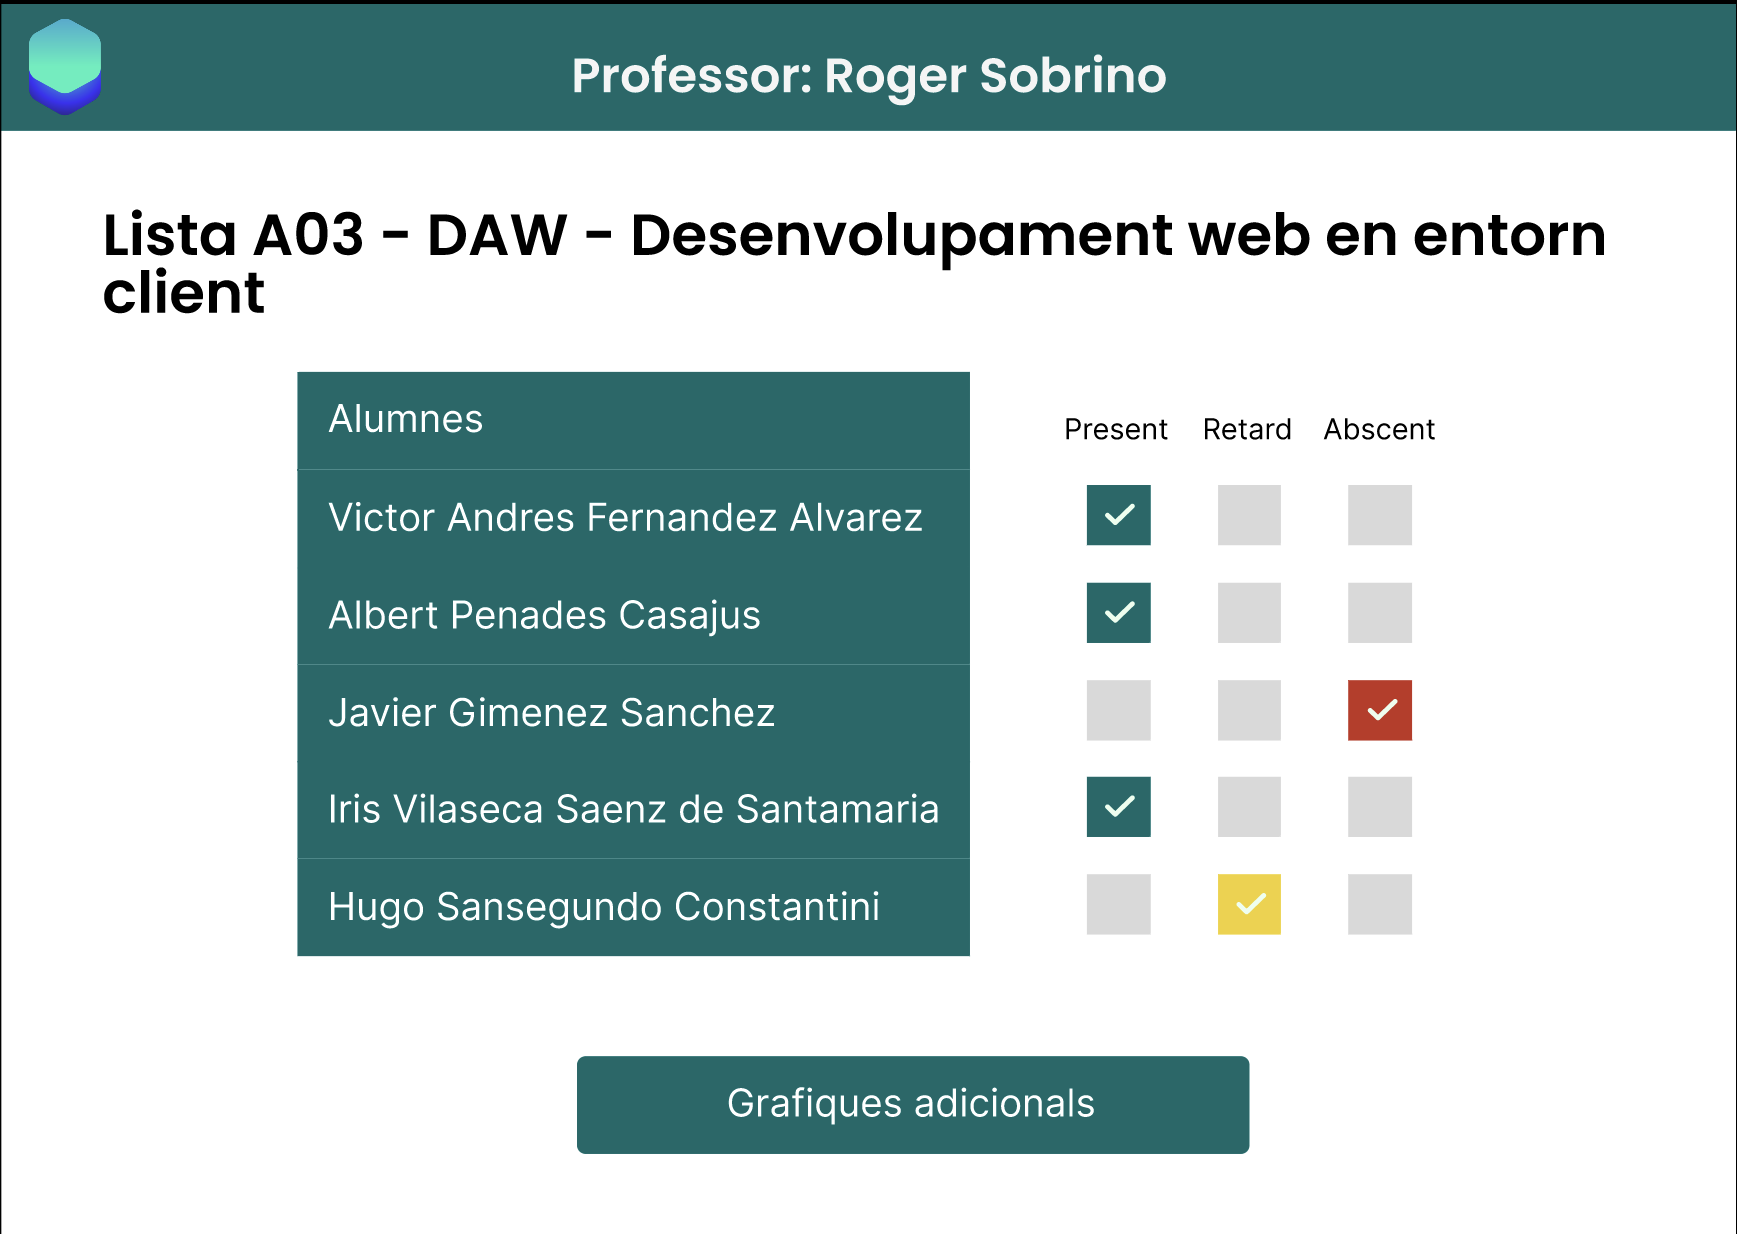 Professor: Roger Sobrino
Lista A03 - DAW - Desenvolupament web en entorn
client
Alumnes
Present Retard Abscent
Victor Andres Fernandez Alvarez
Albert Penades Casajus
Javier Gimenez Sanchez
Iris Vilaseca Saenz de Santamaria
Hugo Sansegundo Constantini
Grafiques adicionals